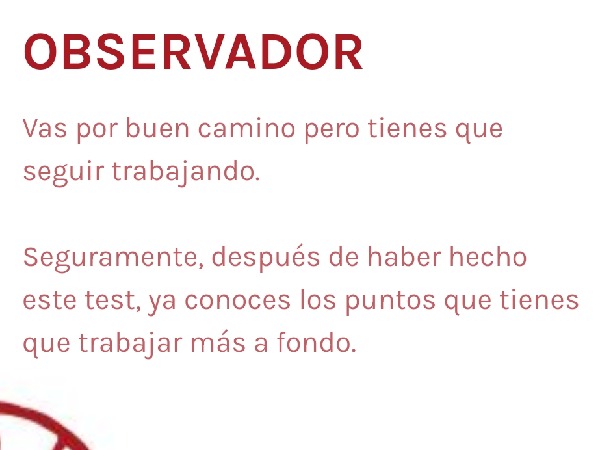 OBSERVADOR
Vas por buen camino pero tienes que
seguir trabajando.
Seguramente, después de haber hecho
este test, ya conoces los puntos que tienes
que trabajar más a fondo.